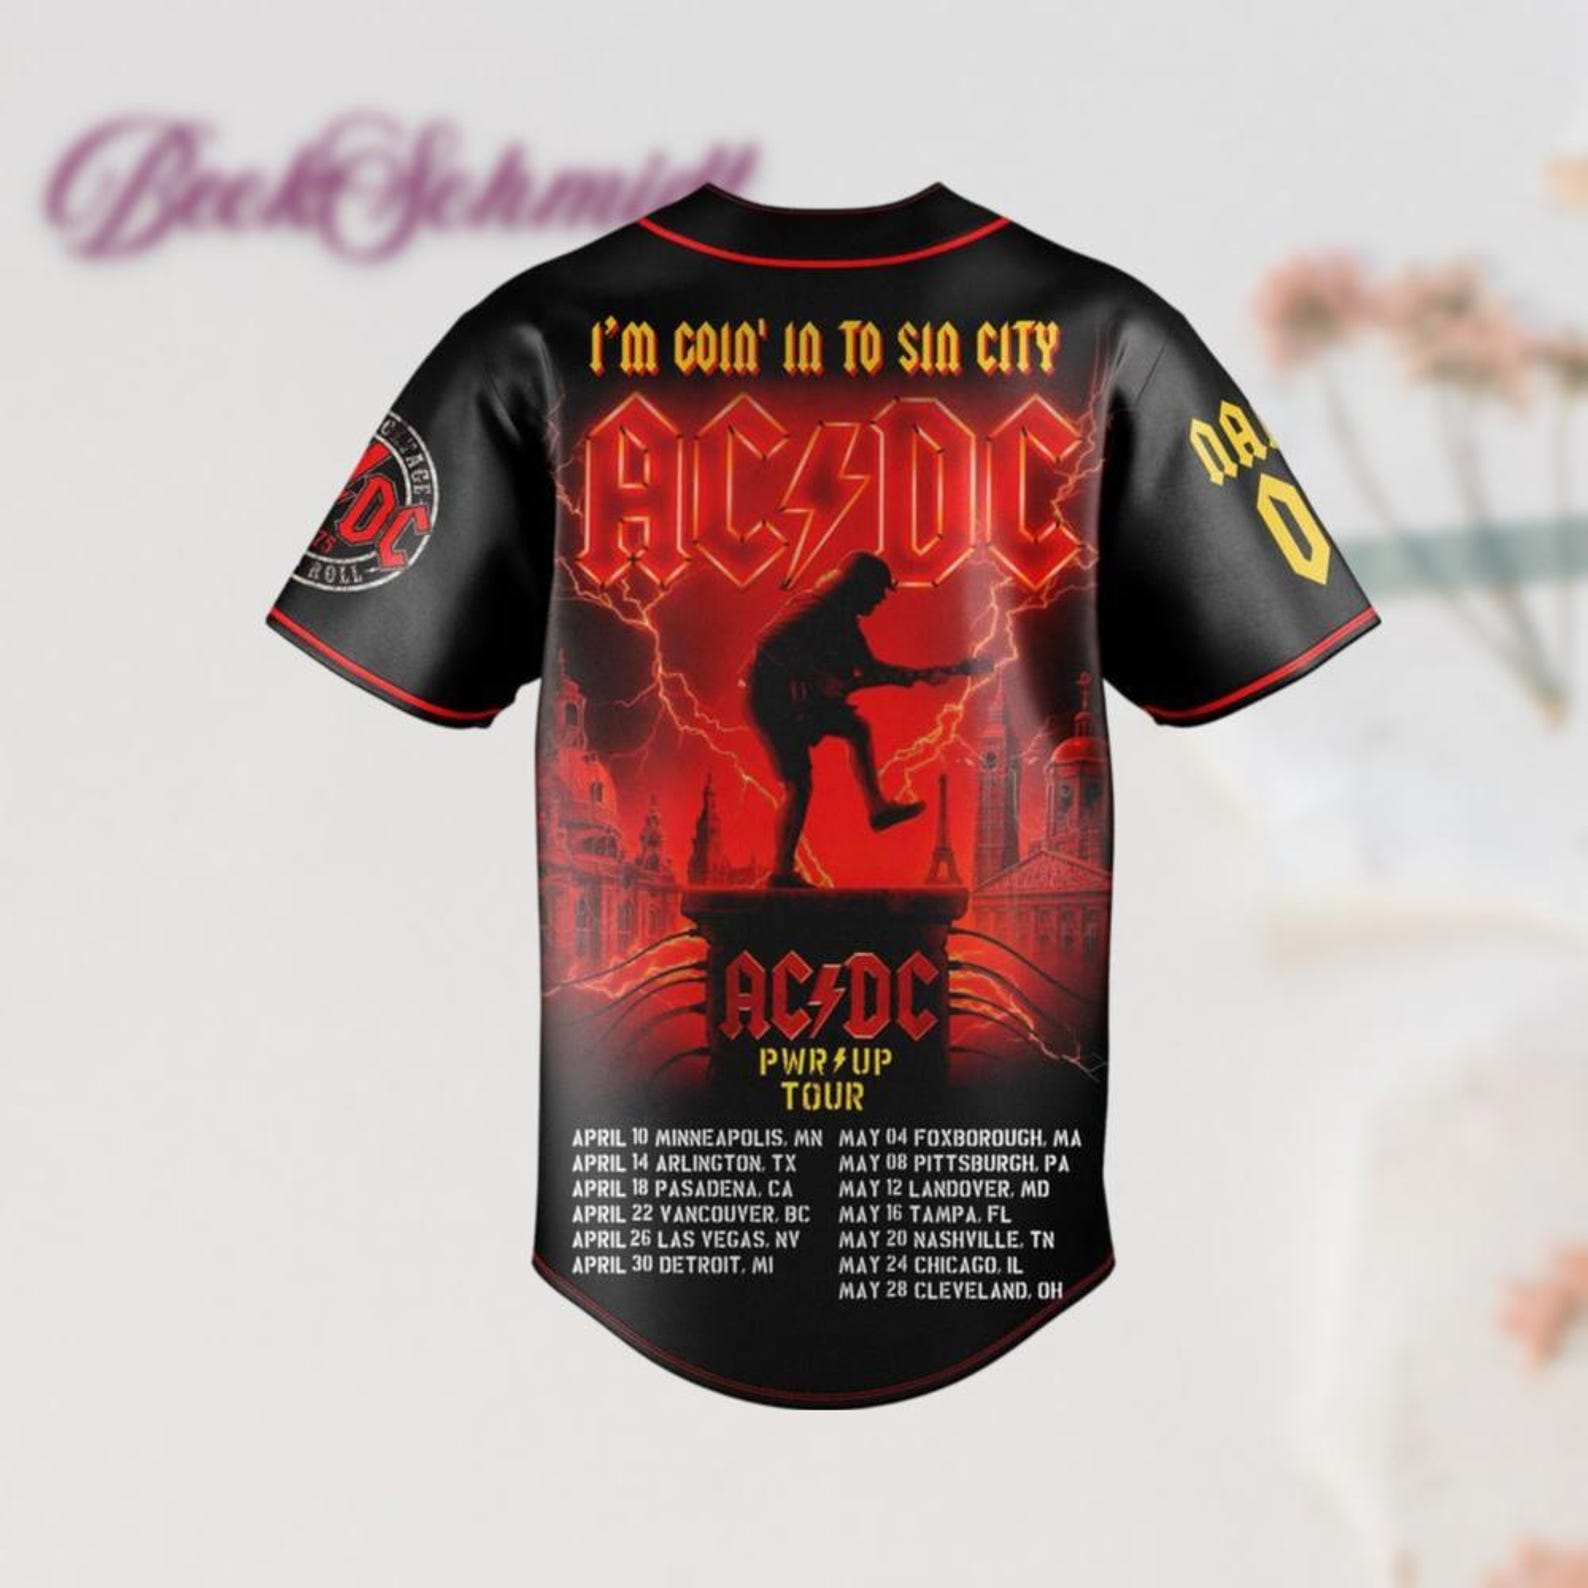 BeckSchmidt
I'M GOIN' IN TO SIN CITY
AC⚡DC
DC
ROLL
NA
0
AC⚡DC
PWR⚡UP
TOUR
APRIL 10 MINNEAPOLIS, MN
APRIL 14 ARLINGTON, TX
APRIL 18 PASADENA, CA
APRIL 22 VANCOUVER, BC
APRIL 26 LAS VEGAS, NV
APRIL 30 DETROIT, MI
MAY 04 FOXBOROUGH, MA
MAY 08 PITTSBURGH, PA
MAY 12 LANDOVER, MD
MAY 16 TAMPA, FL
MAY 20 NASHVILLE, TN
MAY 24 CHICAGO, IL
MAY 28 CLEVELAND, OH